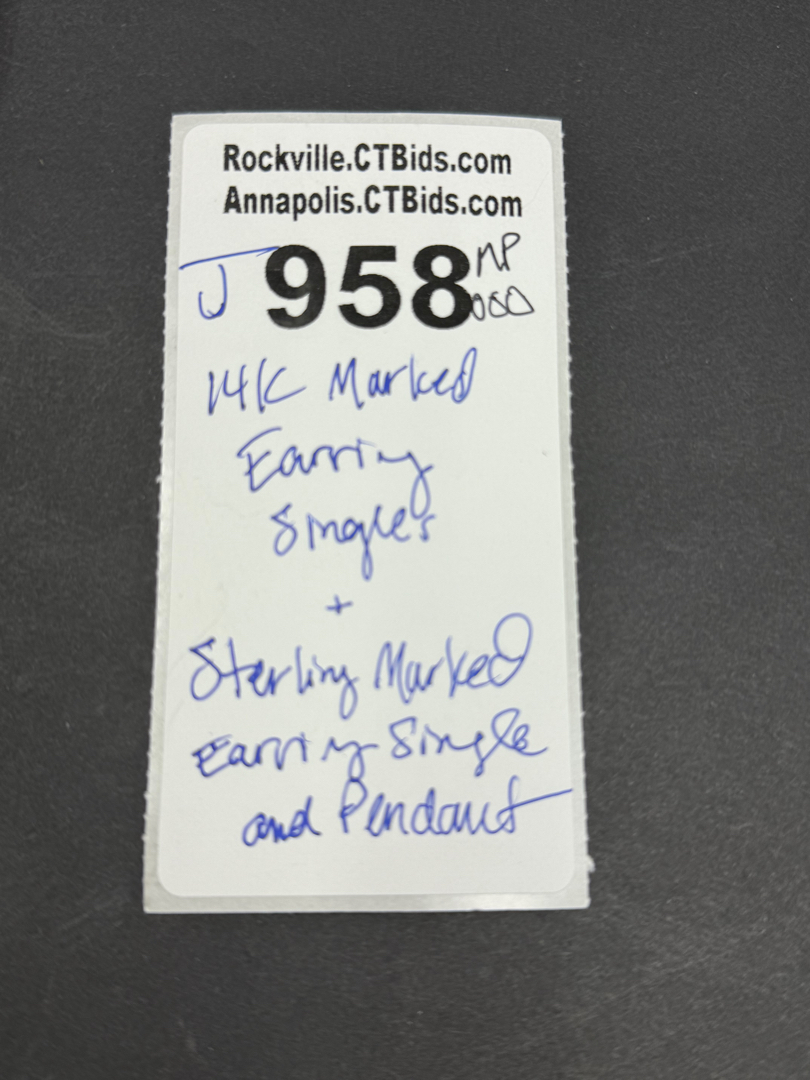 Rockville.CTBids.com
Annapolis.CTBids.com
J 958 NP
14K Marked
Earring
Singles
+
Sterling Marked
Earring Single
and Pendant